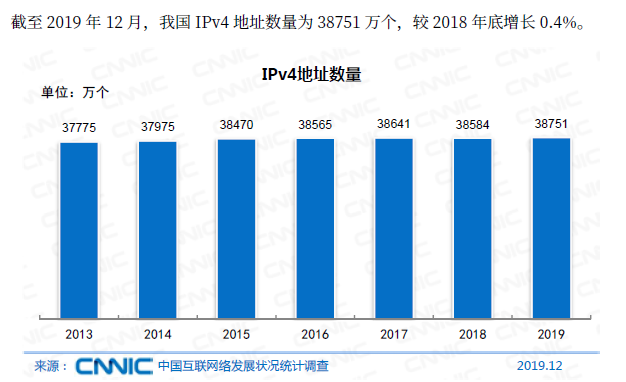 截至 2019 年 12 月，我国 IPv4 地址数量为 38751 万个，较 2018 年底增长 0.4%。
IPv4地址数量
单位：万个
37775 37975 38470 38565 38641 38584 38751
2013 2014 2015 2016 2017 2018 2019
来源： CNNIC 中国互联网络发展状况统计调查 2019.12